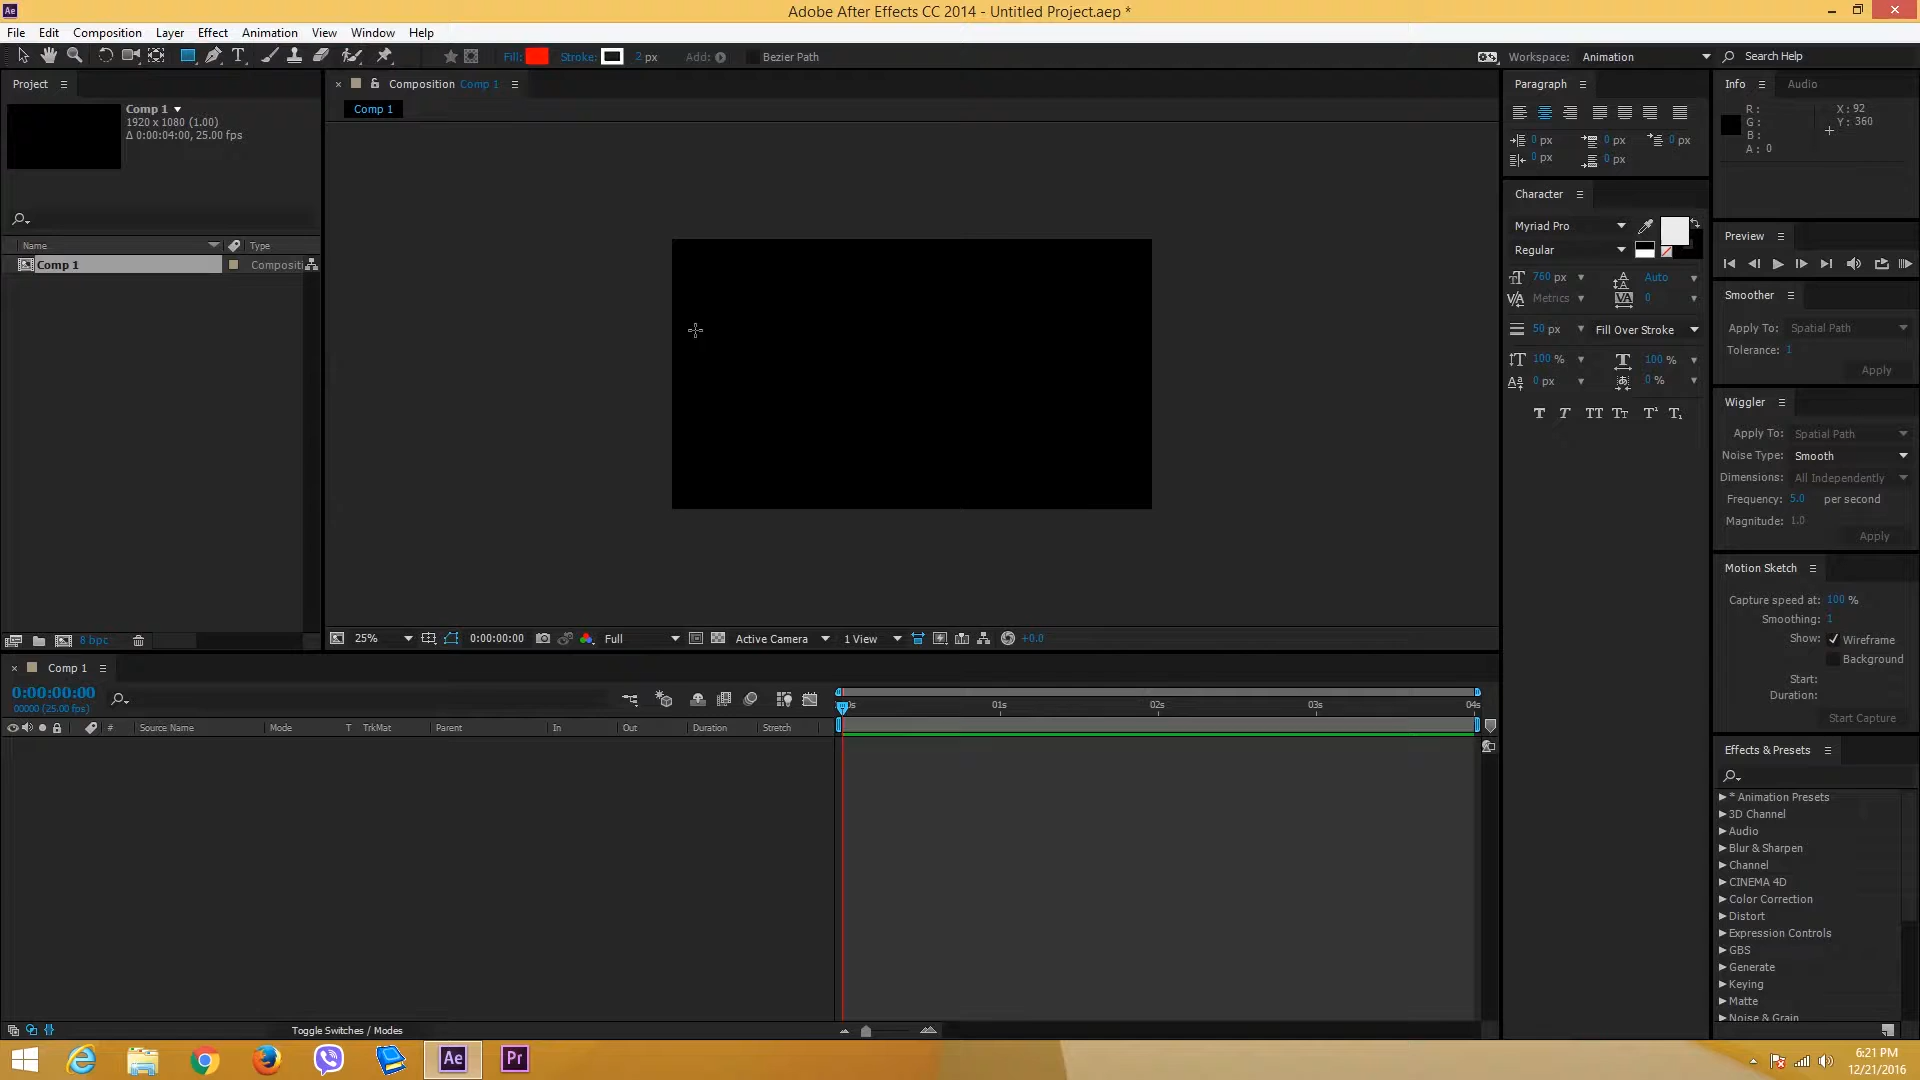 Ae
Adobe After Effects CC 2014 - Untitled Project.aep *
File Edit Composition Layer Effect Animation View Window Help
Fill: Stroke: 2 px Add: Bezier Path
Workspace: Animation Search Help
Project
Comp 1
1920 x 1080 (1.00)
Δ 0:00:04:00, 25.00 fps
Name Type
Comp 1 Compositi
8 bpc
Composition Comp 1
Comp 1
25% 0:00:00:00 Full Active Camera 1 View +0.0
Paragraph
0 px 0 px 0 px
0 px 0 px
Character
Myriad Pro
Regular
760 px Auto
Metrics 0
50 px Fill Over Stroke
100 % 100 %
0 px 0 %
T T TT Tt T¹ T₁
Info Audio
R :
G :
B :
A : 0
X : 92
Y : 360
Preview
Smoother
Apply To: Spatial Path
Tolerance: 1
Apply
Wiggler
Apply To: Spatial Path
Noise Type: Smooth
Dimensions: All Independently
Frequency: 5.0 per second
Magnitude: 1.0
Apply
Motion Sketch
Capture speed at: 100 %
Smoothing: 1
Show: Wireframe
Background
Start:
Duration:
Start Capture
Effects & Presets
* Animation Presets
3D Channel
Audio
Blur & Sharpen
Channel
CINEMA 4D
Color Correction
Distort
Expression Controls
GBS
Generate
Keying
Matte
Noise & Grain
Comp 1
0:00:00:00
00000 (25.00 fps)
# Source Name Mode T TrkMat Parent In Out Duration Stretch
01s 02s 03s 04s
Toggle Switches / Modes
Ae Pr
6:21 PM
12/21/2016